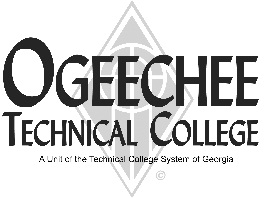 OGEECHEE
TECHNICAL COLLEGE
A Unit of the Technical College System of Georgia
©